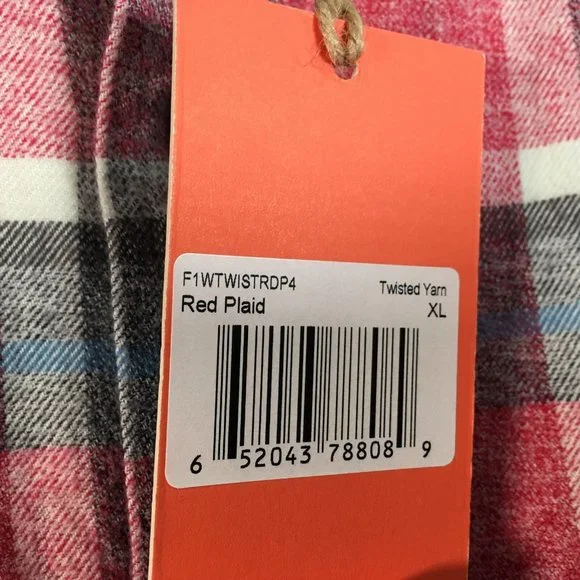 F1WTWISTRDP4 Twisted Yarn
Red Plaid XL
6 52043 78808 9